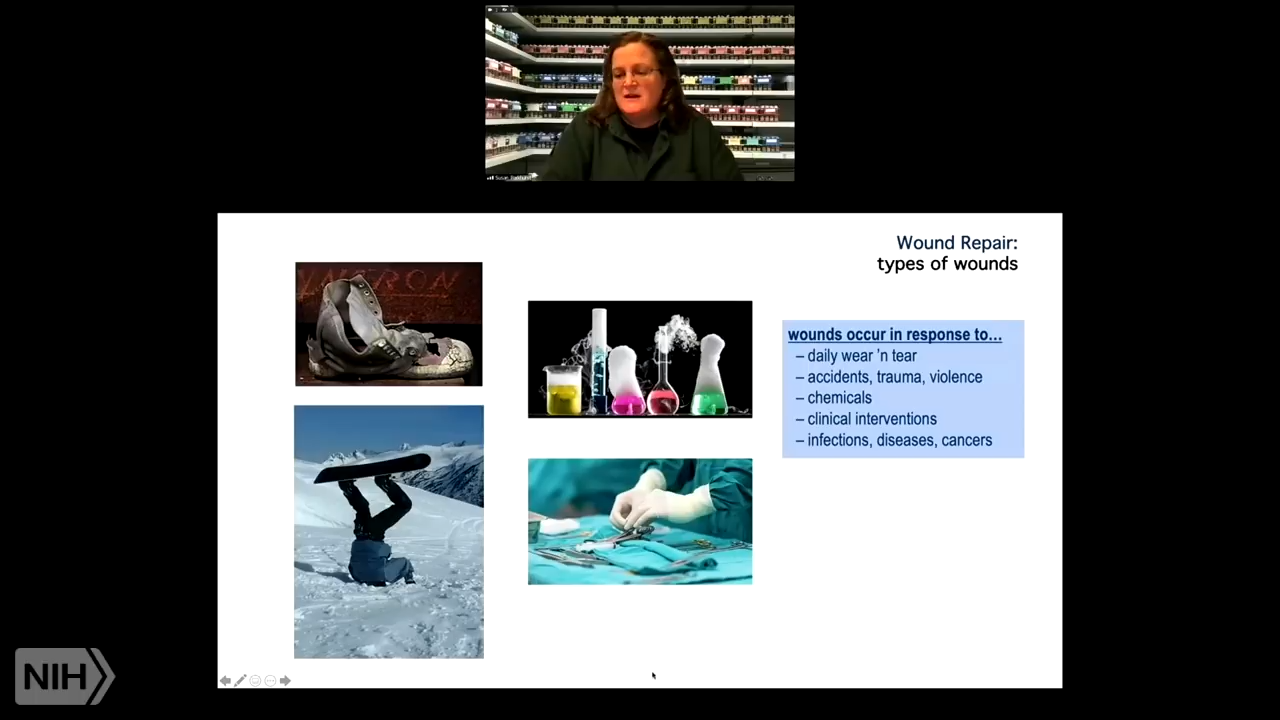 Wound Repair:
types of wounds
wounds occur in response to...
– daily wear 'n tear
– accidents, trauma, violence
– chemicals
– clinical interventions
– infections, diseases, cancers
NIH